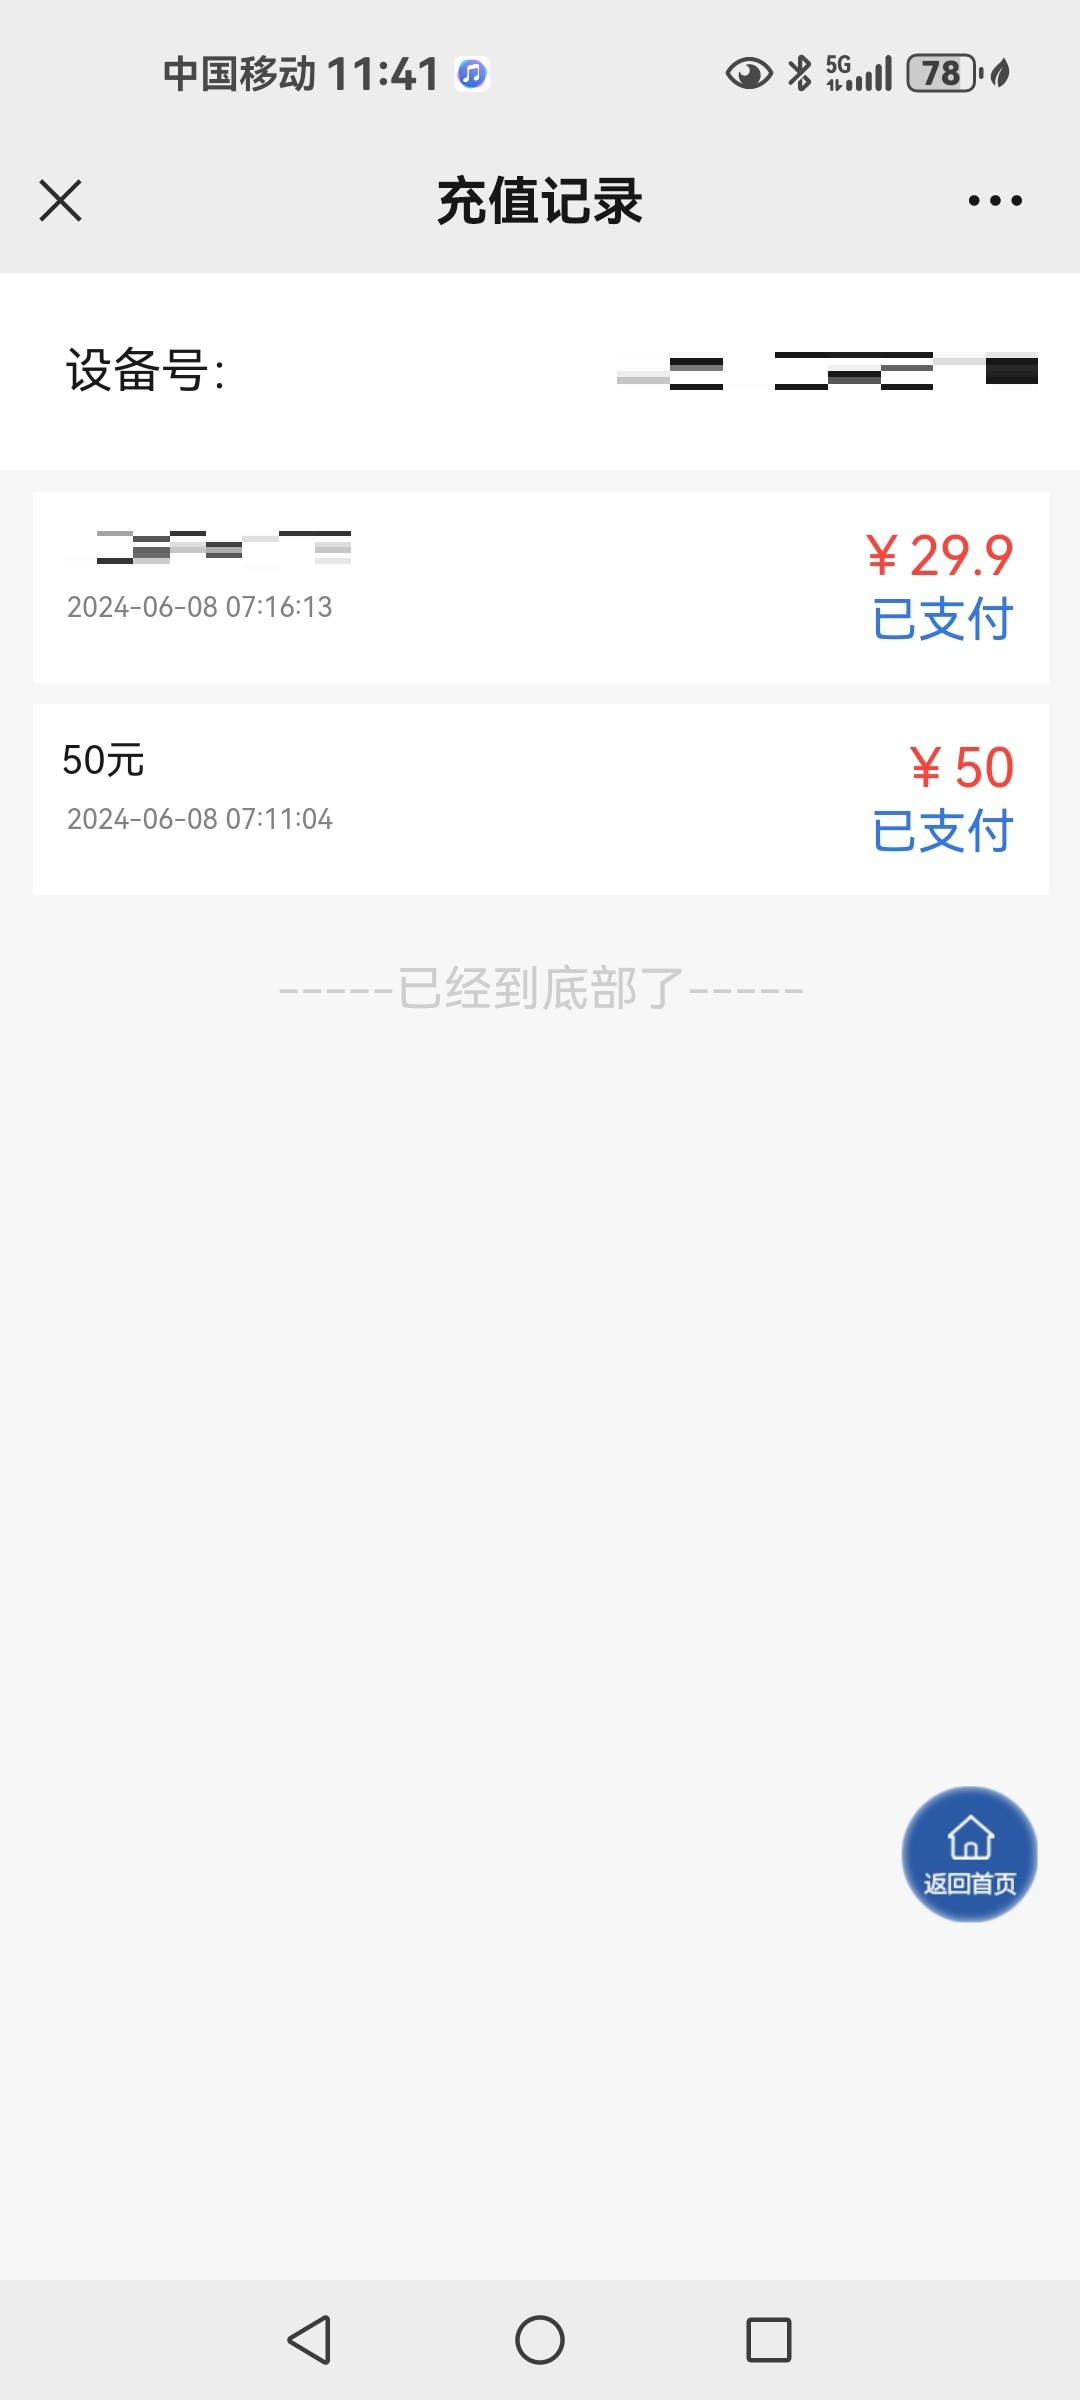 中国移动 11:41
5G 78
充值记录
设备号:
¥29.9
2024-06-08 07:16:13
已支付
50元
¥50
2024-06-08 07:11:04
已支付
-----已经到底部了-----
返回首页